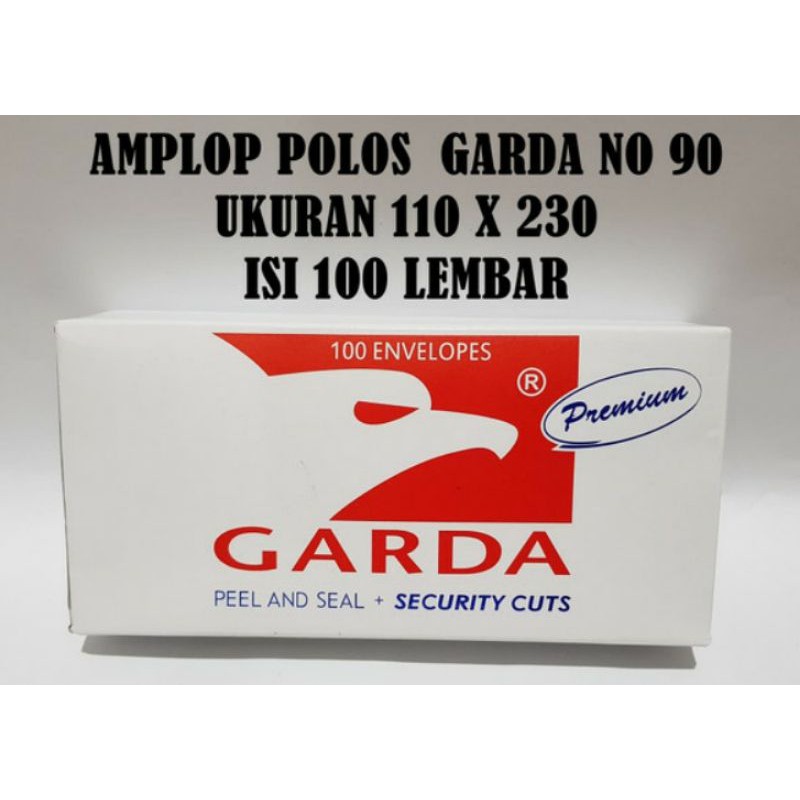 AMPLOP POLOS GARDA NO 90
UKURAN 110 X 230
ISI 100 LEMBAR
100 ENVELOPES
®
Premium
GARDA
PEEL AND SEAL + SECURITY CUTS